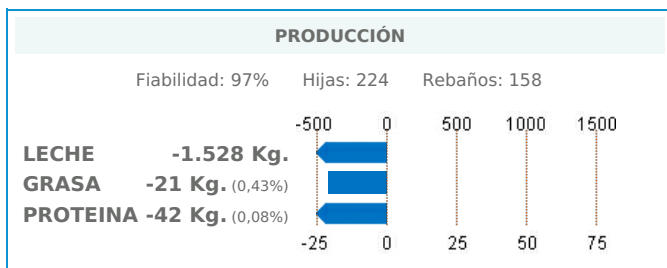 PRODUCCIÓN
Fiabilidad: 97% Hijas: 224 Rebaños: 158
-500 0 500 1000 1500
LECHE -1.528 Kg.
GRASA -21 Kg. (0,43%)
PROTEINA -42 Kg. (0,08%)
-25 0 25 50 75